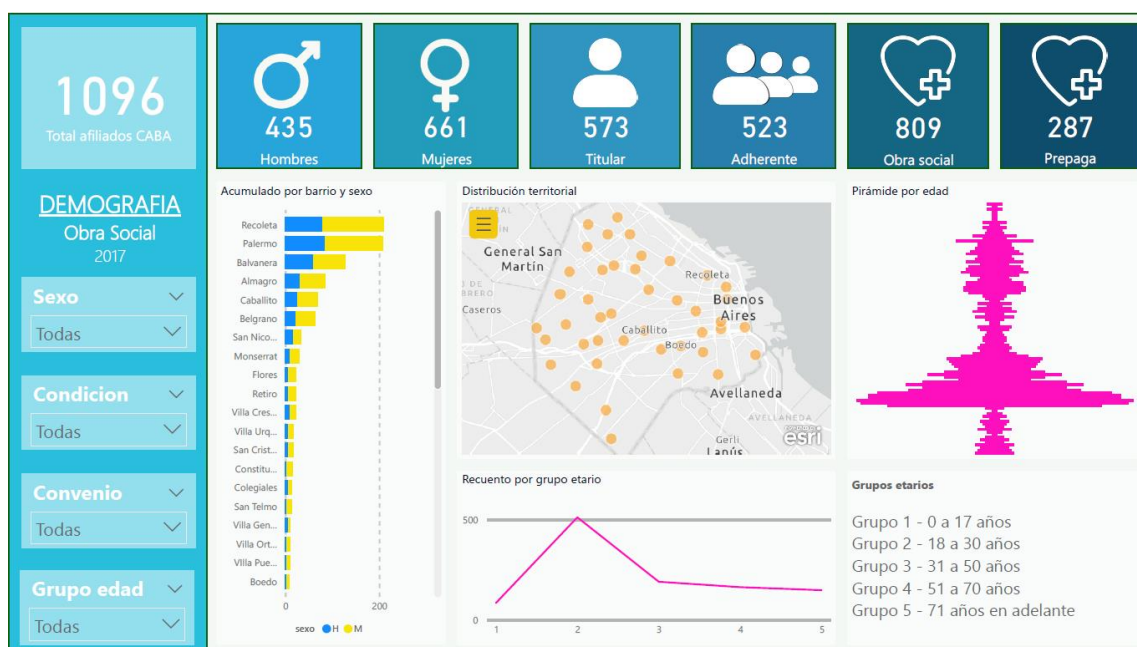 1096
Total afiliados CABA
DEMOGRAFIA
Obra Social
2017
Sexo
Todas
Condicion
Todas
Convenio
Todas
Grupo edad
Todas
435
Hombres
661
Mujeres
573
Titular
523
Adherente
809
Obra social
287
Prepaga
Acumulado por barrio y sexo
Recoleta
Palermo
Balvanera
Almagro
Caballito
Belgrano
San Nico...
Monserrat
Flores
Retiro
Villa Cres...
Villa Urq...
San Crist...
Constitu...
Colegiales
San Telmo
Villa Gen...
Villa Ort...
VIlla Pue...
Boedo
0 200
sexo H M
Distribución territorial
General San
Martín
Caseros
Recoleta
Buenos
Aires
Caballito
Boedo
Avellaneda
AVELLANEDA
Gerli
Lanús
esri
Pirámide por edad
Recuento por grupo etario
500
0
1 2 3 4 5
Grupos etarios
Grupo 1 - 0 a 17 años
Grupo 2 - 18 a 30 años
Grupo 3 - 31 a 50 años
Grupo 4 - 51 a 70 años
Grupo 5 - 71 años en adelante